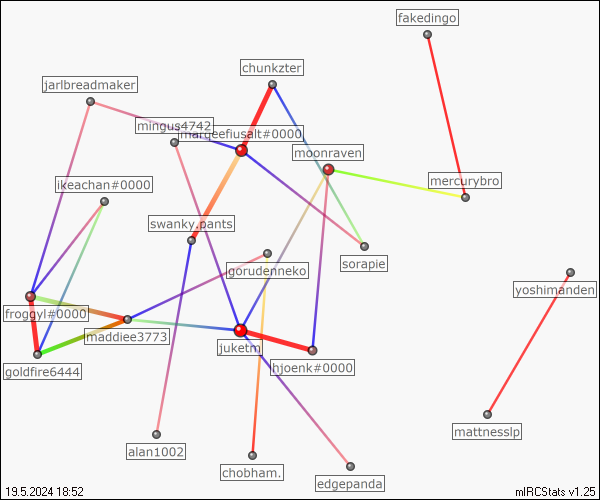 fakedingo
chunkzter
jarlbreadmaker
mingus4742
eefiusalt#0000
moonraven
ikeachan#0000
mercurybro
swanky.pants
gorudenneko
sorapie
yoshimanden
froggyl#0000
maddiee3773
juketm
hjoenk#0000
goldfire6444
mattnesslp
alan1002
chobham.
edgepanda
19.5.2024 18:52
mIRCStats v1.25